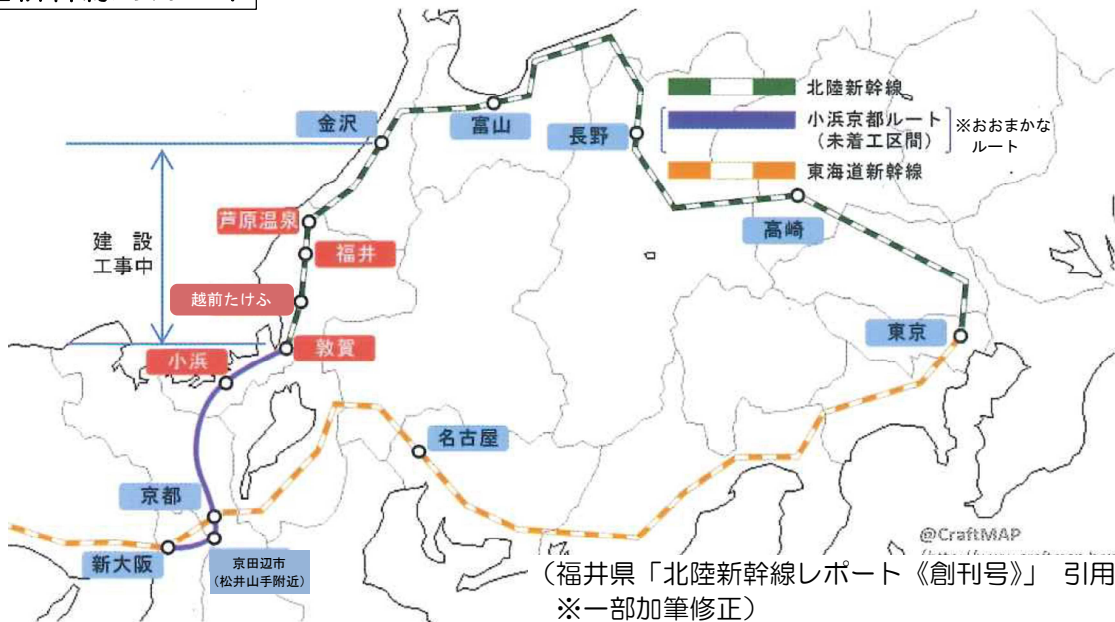 北陸新幹線
小浜京都ルート
(未着工区間)
※おおまかな
ルート
東海道新幹線
金沢
富山
長野
高崎
東京
芦原温泉
福井
越前たけふ
敦賀
小浜
建 設
工事中
名古屋
京都
新大阪
京田辺市
(松井山手附近)
@CraftMAP
(福井県「北陸新幹線レポート《創刊号》」 引用
※一部加筆修正)